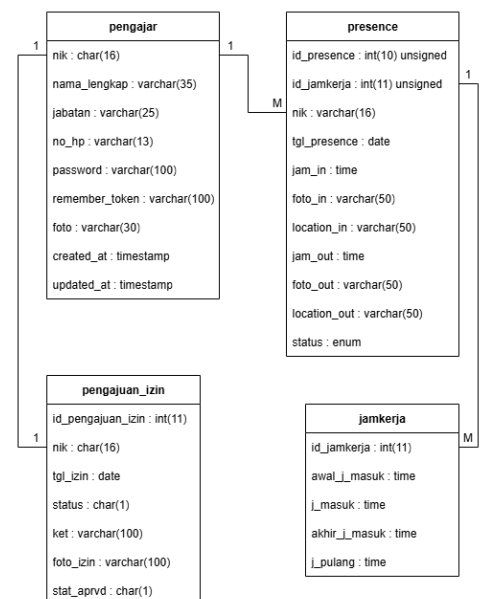 pengajar
nik : char(16)
nama_lengkap : varchar(35)
jabatan : varchar(25)
no_hp : varchar(13)
password : varchar(100)
remember_token : varchar(100)
foto : varchar(30)
created_at : timestamp
updated_at : timestamp
1
1
M
presence
id_presence : int(10) unsigned
id_jamkerja : int(11) unsigned
nik : varchar(16)
tgl_presence : date
jam_in : time
foto_in : varchar(50)
location_in : varchar(50)
jam_out : time
foto_out : varchar(50)
location_out : varchar(50)
status : enum
1
pengajuan_izin
id_pengajuan_izin : int(11)
nik : char(16)
tgl_izin : date
status : char(1)
ket : varchar(100)
foto_izin : varchar(100)
stat_aprvd : char(1)
1
jamkerja
id_jamkerja : int(11)
awal_j_masuk : time
j_masuk : time
akhir_j_masuk : time
j_pulang : time
M